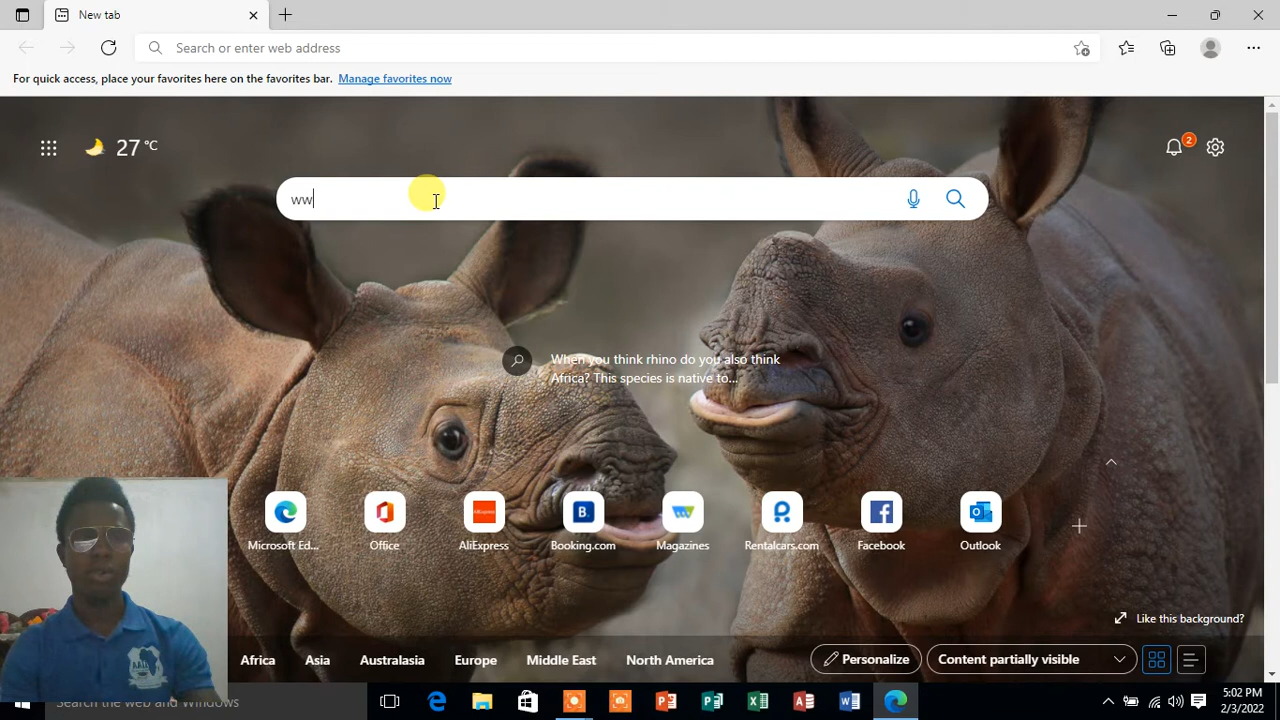 New tab
Search or enter web address
For quick access, place your favorites here on the favorites bar. Manage favorites now
27 °C
2
ww
When you think rhino do you also think
Africa? This species is native to...
AliExpress
B.
Microsoft Ed...
Office
AliExpress
Booking.com
Magazines
Rentalcars.com
Facebook
Outlook
Like this background?
Africa
Asia
Australasia
Europe
Middle East
North America
Personalize
Content partially visible
Search the web and Windows
5:02 PM
2/3/2022